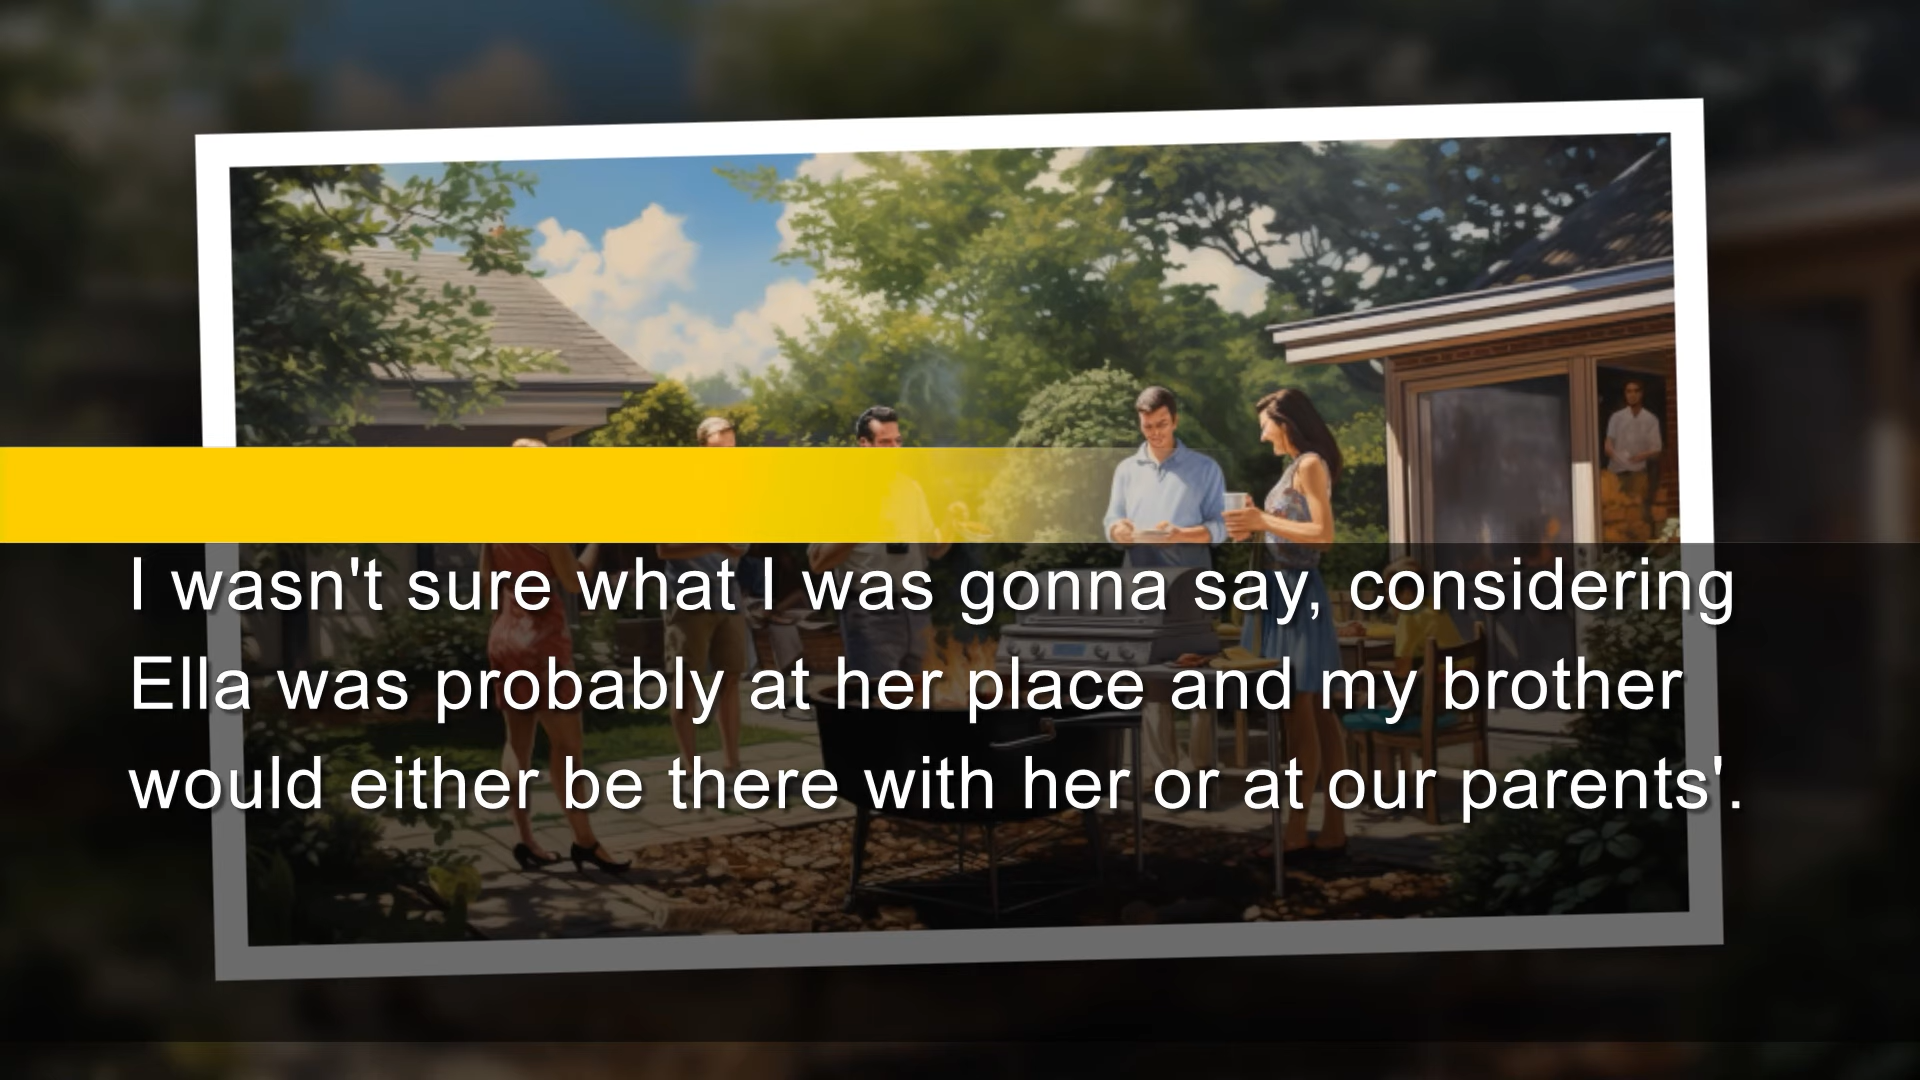 I wasn't sure what I was gonna say, considering
Ella was probably at her place and my brother
would either be there with her or at our parents'.